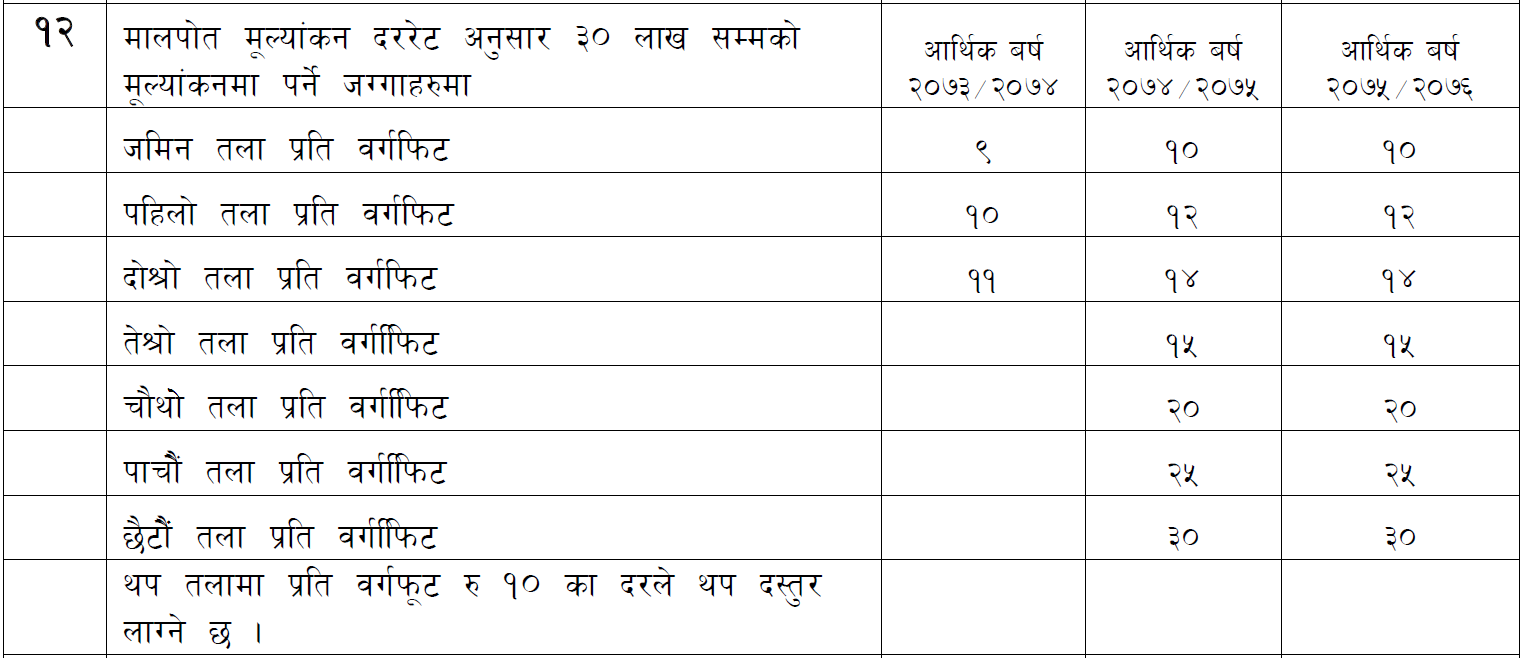 १२ मालपोत मूल्यांकन दररेट अनुसार ३० लाख सम्मको
मूल्यांकनमा पर्ने जग्गाहरुमा
आर्थिक बर्ष २०७३/२०७४
आर्थिक बर्ष २०७४/२०७५
आर्थिक बर्ष २०७५/२०७६
जमिन तला प्रति वर्गफिट ९ १० १०
पहिलो तला प्रति वर्गफिट १० १२ १२
दोश्रो तला प्रति वर्गफिट ११ १४ १४
तेश्रो तला प्रति वर्गफिट १५ १५
चौथो तला प्रति वर्गफिट २० २०
पाचौं तला प्रति वर्गफिट २५ २५
छैटौं तला प्रति वर्गफिट ३० ३०
थप तलामा प्रति वर्गफूट रु १० का दरले थप दस्तुर
लाग्ने छ ।